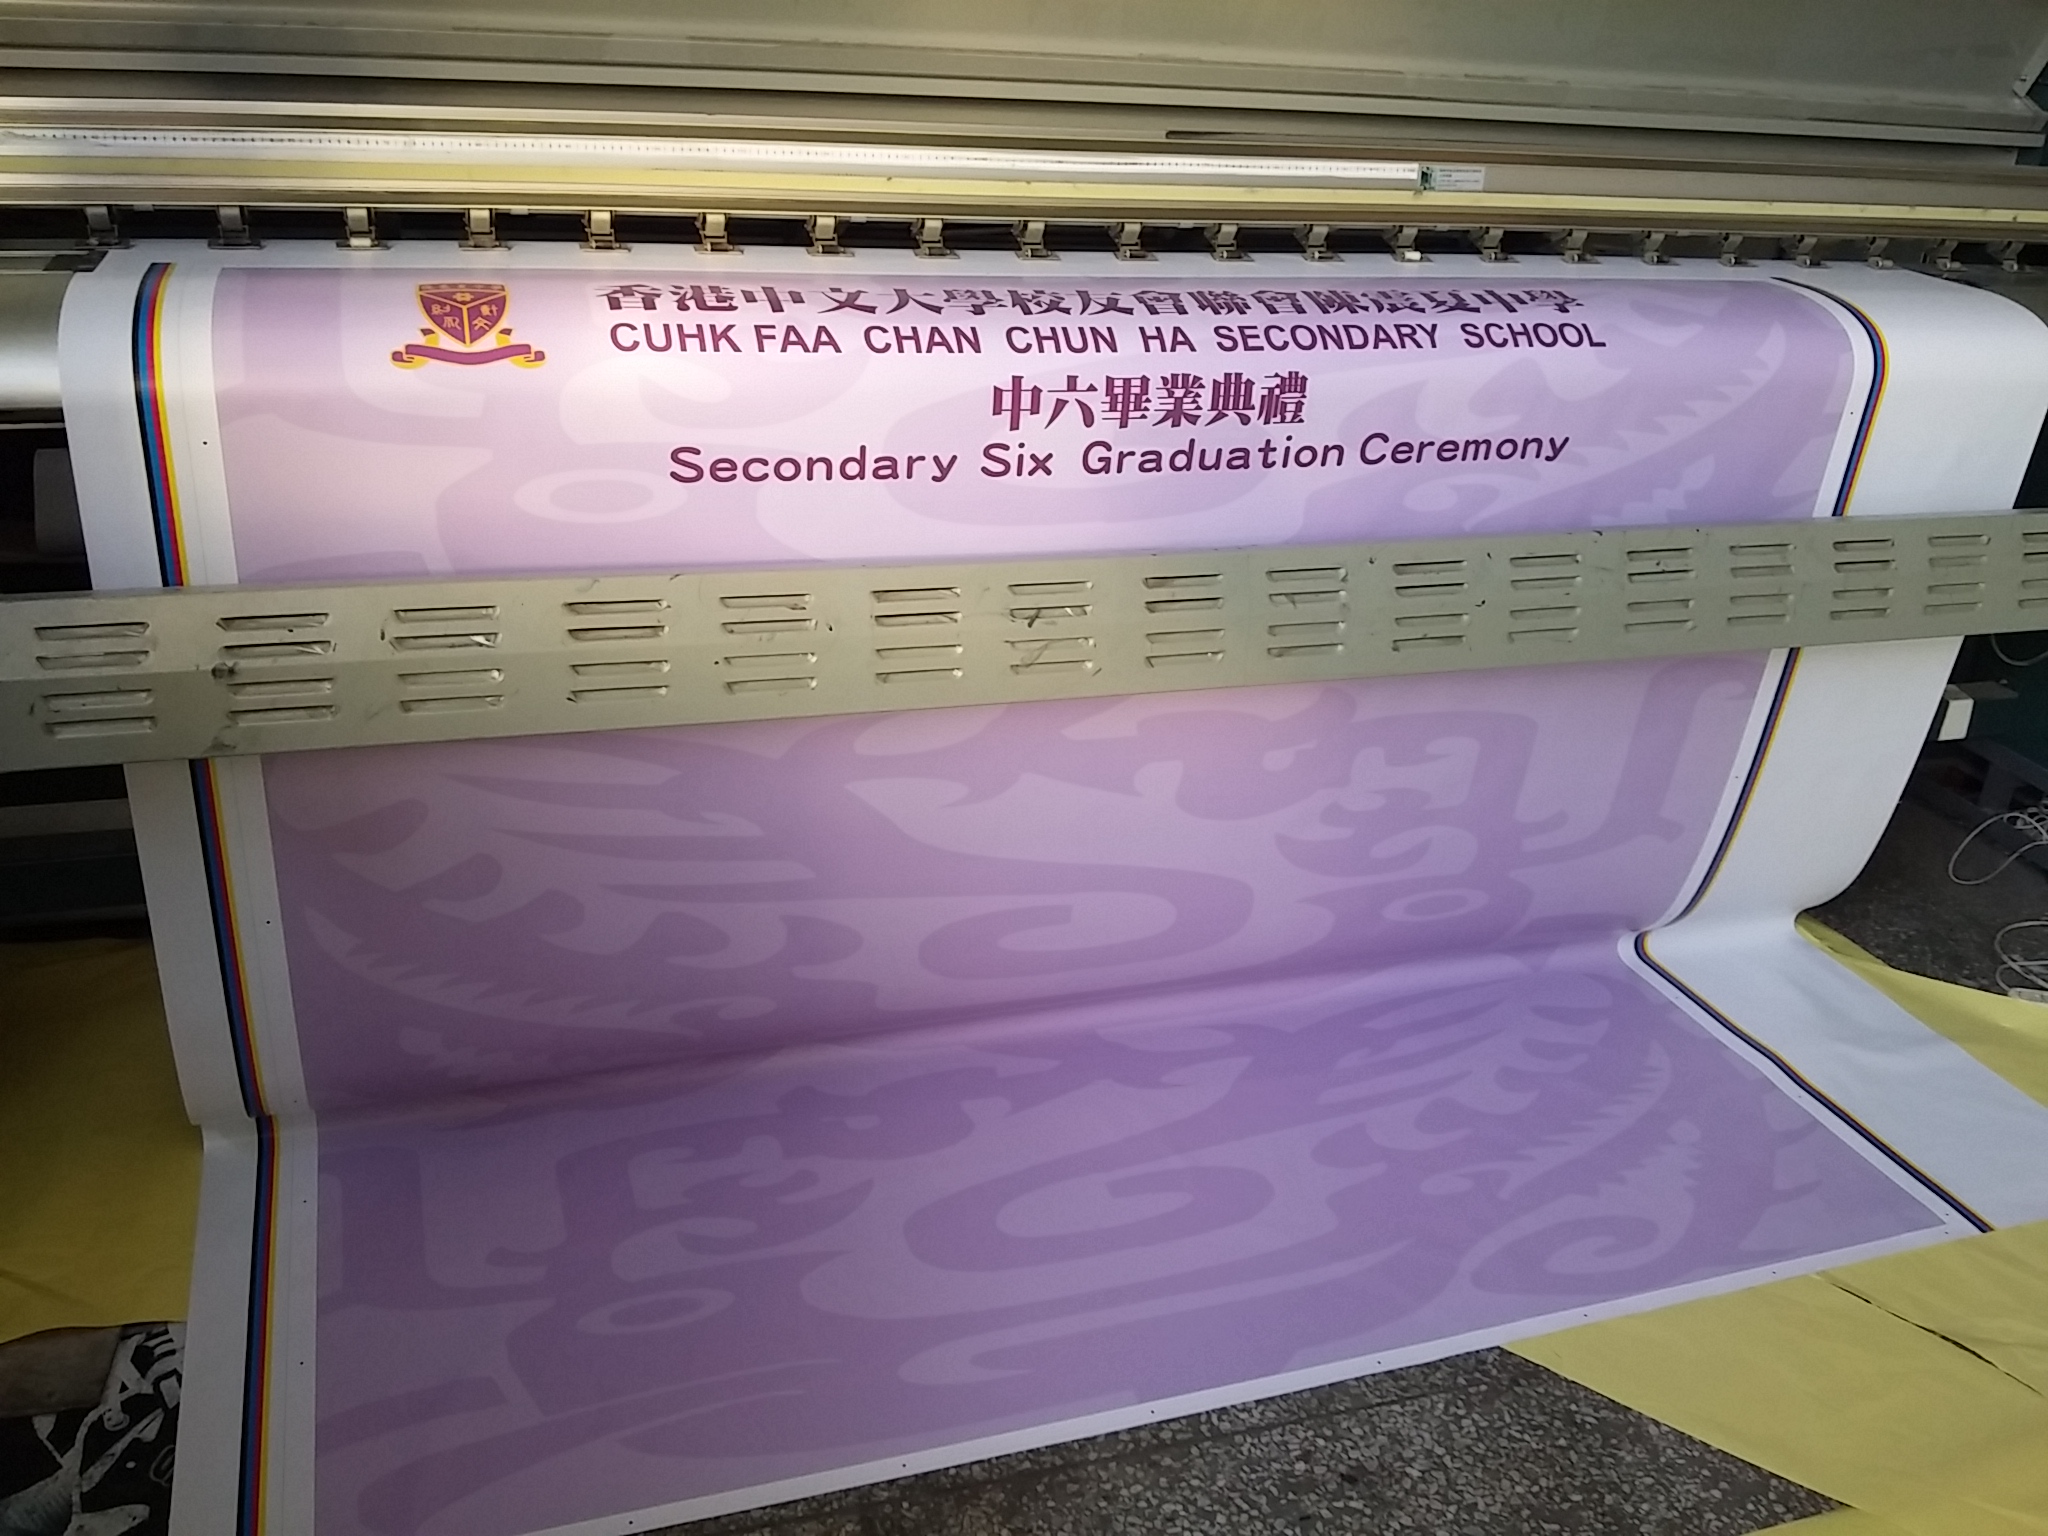 香港中文大學校友會聯會陳震夏中學
CUHK FAA CHAN CHUN HA SECONDARY SCHOOL
中六畢業典禮
Secondary Six Graduation Ceremony